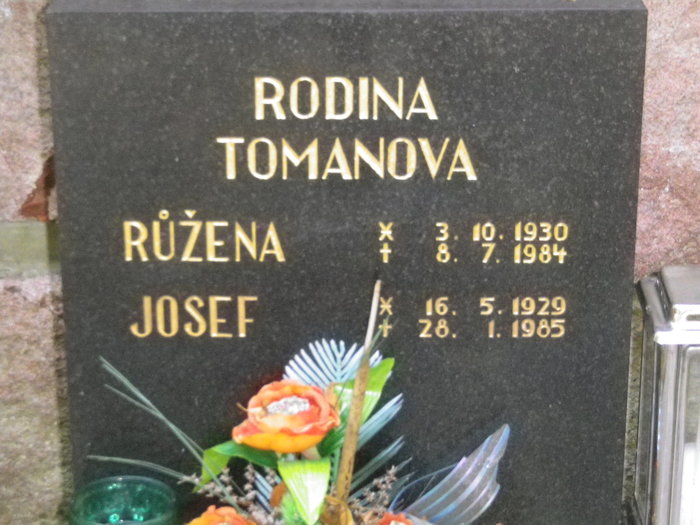 RODINA
TOMANOVA
RŮŽENA * 3. 10. 1930
† 8. 7. 1984
JOSEF * 16. 5. 1929
† 28. 1. 1985